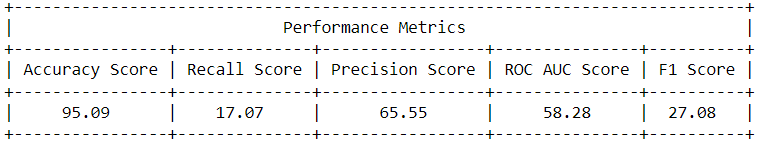 Performance Metrics
Accuracy Score | Recall Score | Precision Score | ROC AUC Score | F1 Score
95.09 | 17.07 | 65.55 | 58.28 | 27.08